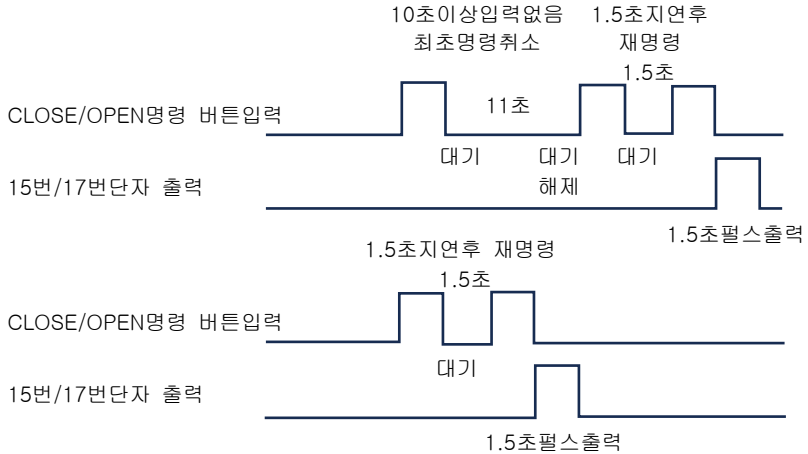 10초이상입력없음
최초명령취소
1.5초지연후
재명령
1.5초
CLOSE/OPEN명령 버튼입력
11초
대기
대기
해제
대기
15번/17번단자 출력
1.5초펄스출력
1.5초지연후 재명령
1.5초
CLOSE/OPEN명령 버튼입력
대기
15번/17번단자 출력
1.5초펄스출력